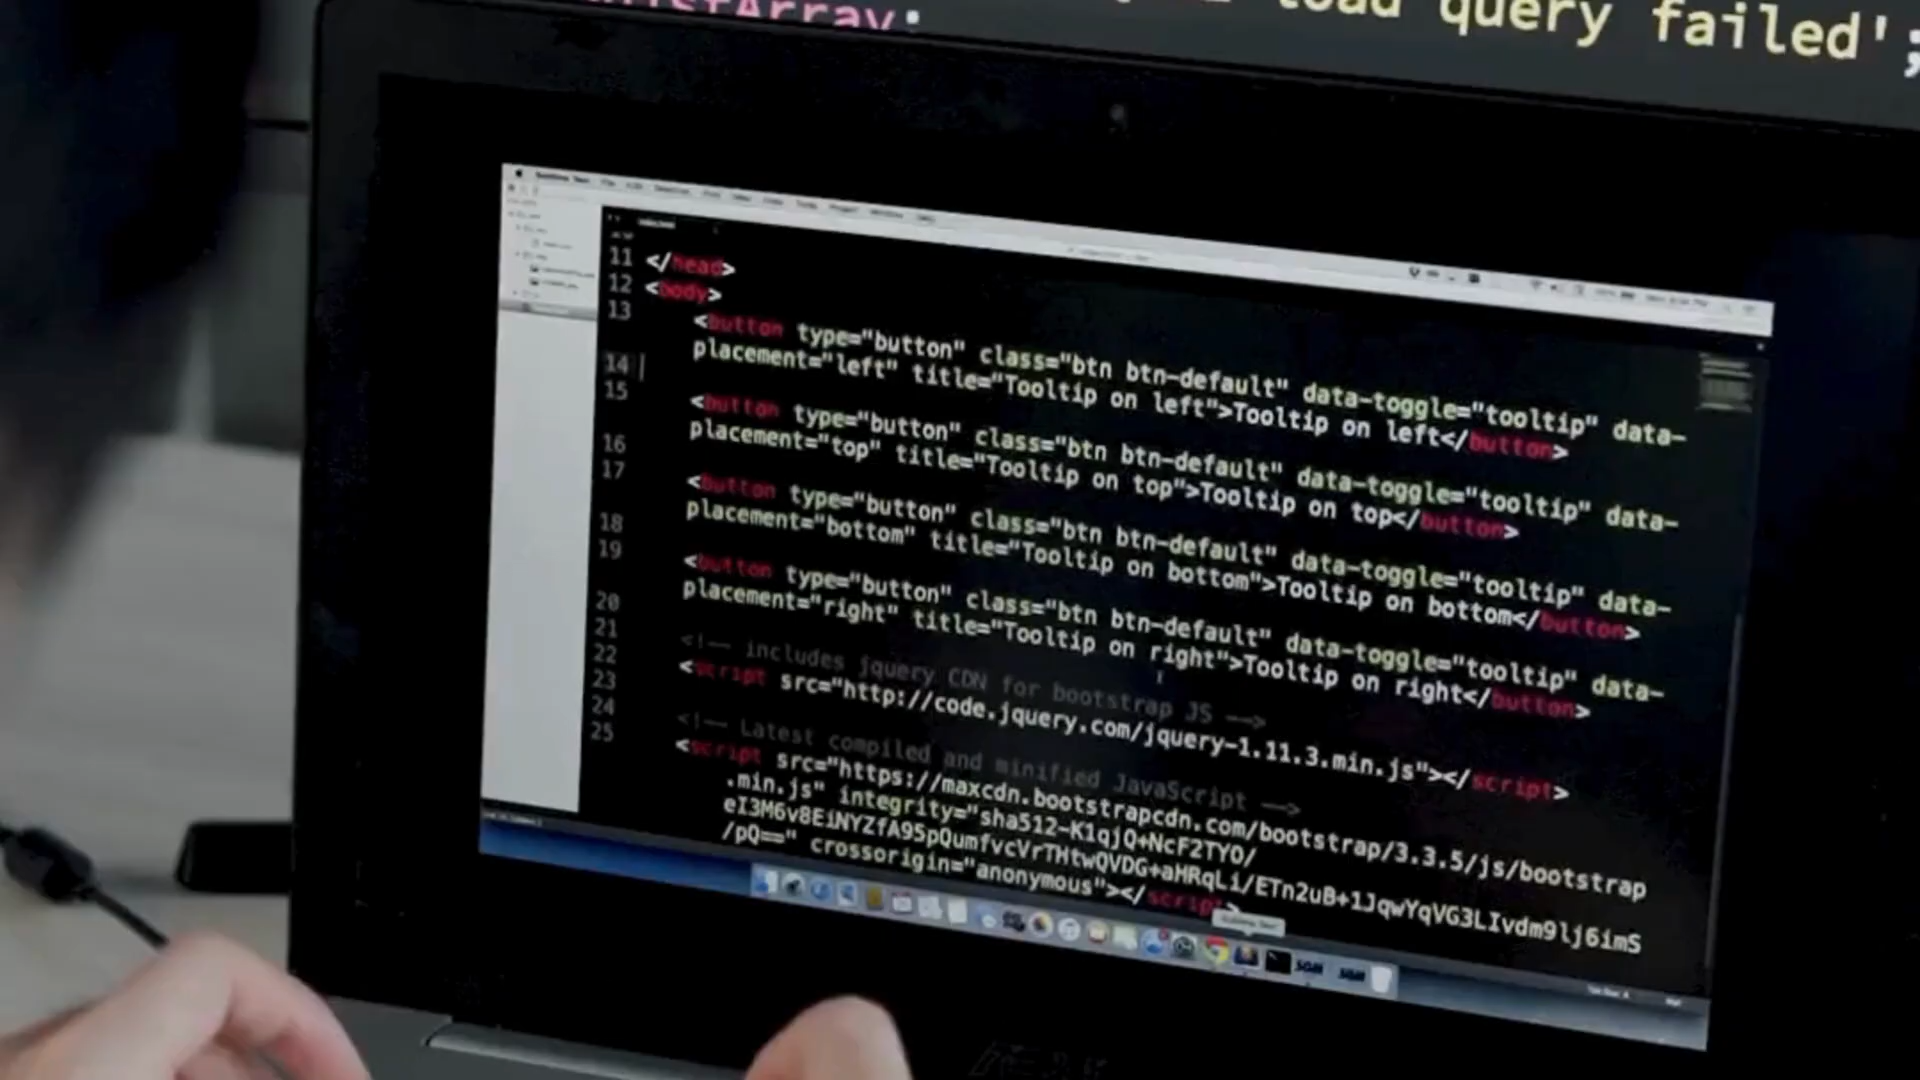 load query failed';
11 </head>
12 <body>
13
<button type="button" class="btn btn-default" data-toggle="tooltip" data-
placement="left" title="Tooltip on left">Tooltip on left</button>
14
15
<button type="button" class="btn btn-default" data-toggle="tooltip" data-
placement="top" title="Tooltip on top">Tooltip on top</button>
16
17
<button type="button" class="btn btn-default" data-toggle="tooltip" data-
placement="bottom" title="Tooltip on bottom">Tooltip on bottom</button>
18
19
<button type="button" class="btn btn-default" data-toggle="tooltip" data-
placement="right" title="Tooltip on right">Tooltip on right</button>
20
21
22 <!-- includes jquery CDN for bootstrap JS -->
23 <script src="http://code.jquery.com/jquery-1.11.3.min.js"></script>
24 <!-- Latest compiled and minified JavaScript -->
25 <script src="https://maxcdn.bootstrapcdn.com/bootstrap/3.3.5/js/bootstrap
.min.js" integrity="sha512-K1qjQ+NcF2TYO/
eI3M6v8EiNYZfA95pQumfvcVrTHtwQVDG+aHRqLi/ETn2uB+1JqwYqVG3LIvdm9lj6imS
/pQ==" crossorigin="anonymous"></script>